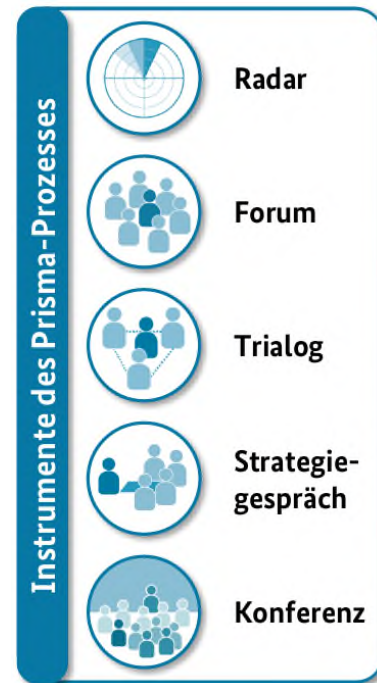 Instrumente des Prisma-Prozesses
Radar
Forum
Trialog
Strategie-
gespräch
Konferenz